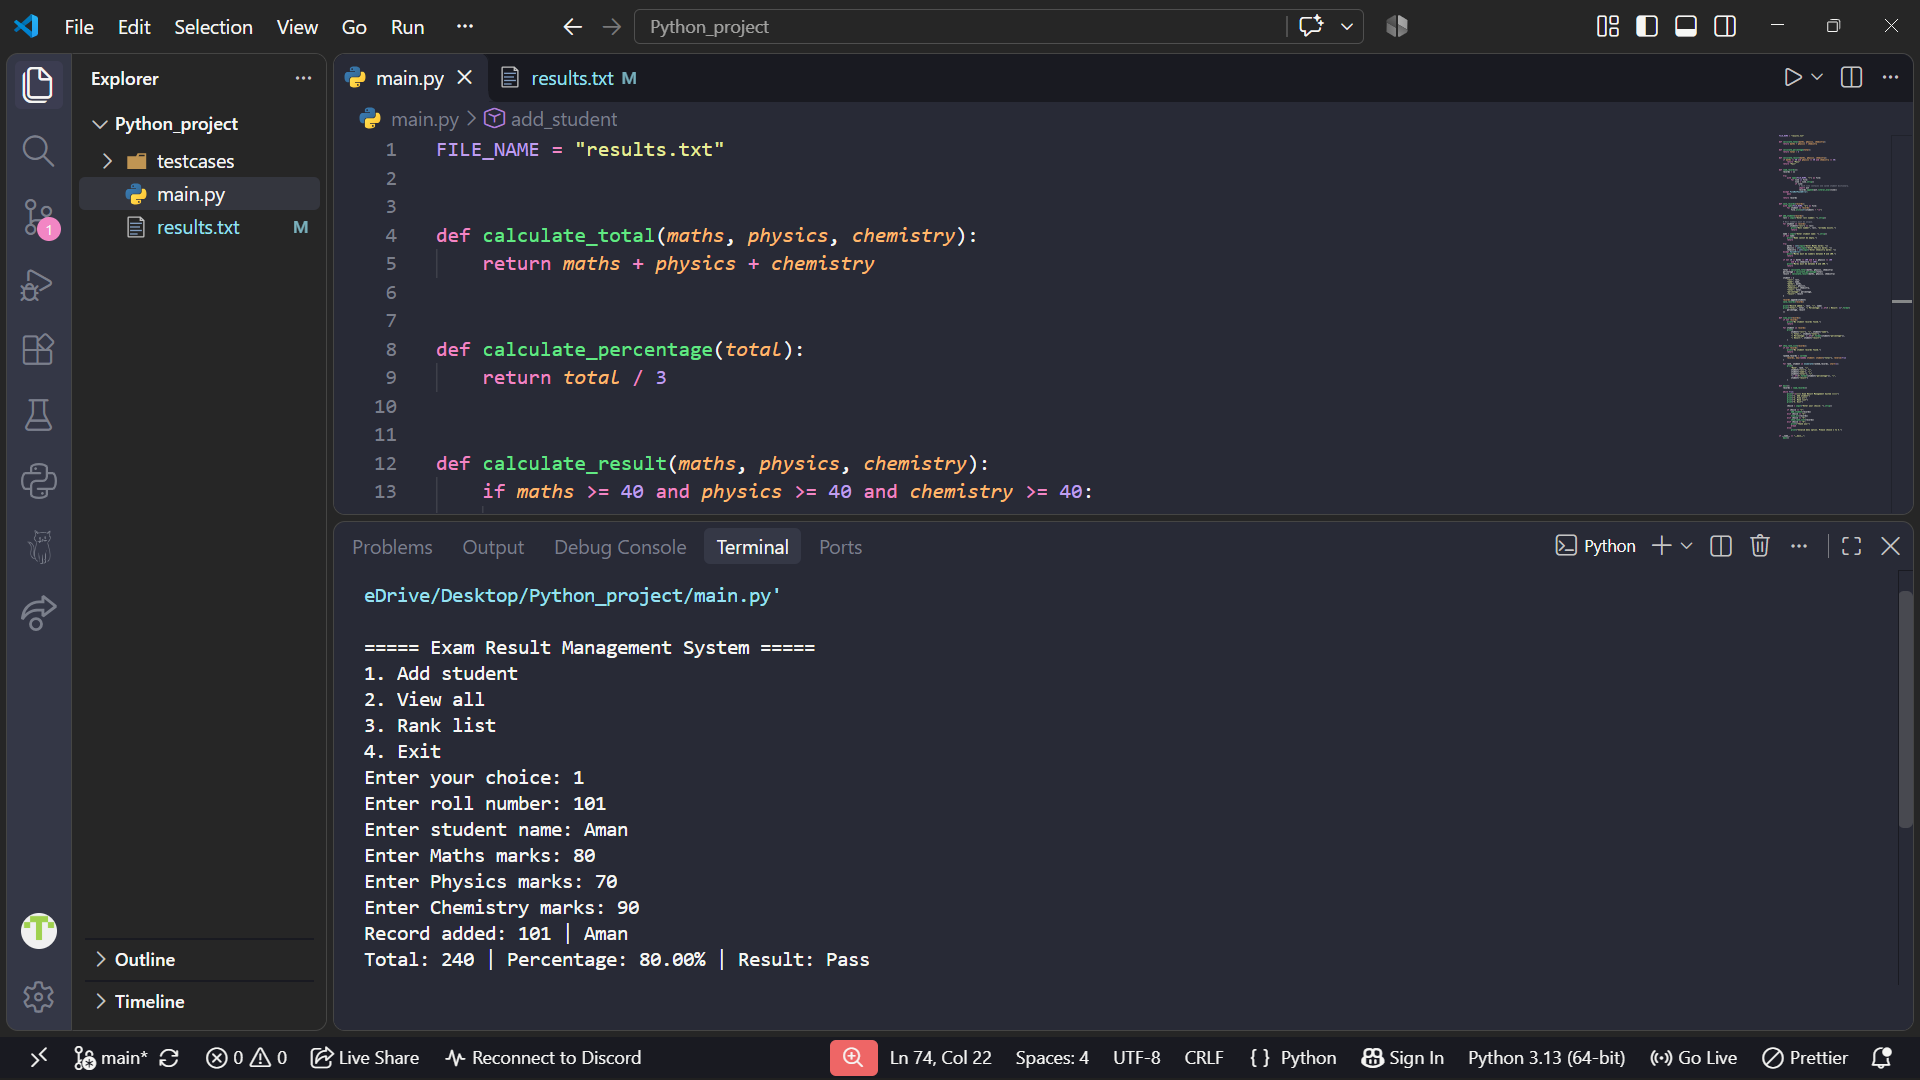 File Edit Selection View Go Run ··· Python_project
Explorer ···
Python_project
testcases
main.py
results.txt M
Outline
Timeline
main.py results.txt M
main.py > add_student
1 FILE_NAME = "results.txt"
2
3
4 def calculate_total(maths, physics, chemistry):
5 return maths + physics + chemistry
6
7
8 def calculate_percentage(total):
9 return total / 3
10
11
12 def calculate_result(maths, physics, chemistry):
13 if maths >= 40 and physics >= 40 and chemistry >= 40:
Problems Output Debug Console Terminal Ports Python
eDrive/Desktop/Python_project/main.py'
===== Exam Result Management System =====
1. Add student
2. View all
3. Rank list
4. Exit
Enter your choice: 1
Enter roll number: 101
Enter student name: Aman
Enter Maths marks: 80
Enter Physics marks: 70
Enter Chemistry marks: 90
Record added: 101 | Aman
Total: 240 | Percentage: 80.00% | Result: Pass
1
T
main* 0 0 Live Share Reconnect to Discord Ln 74, Col 22 Spaces: 4 UTF-8 CRLF { } Python Sign In Python 3.13 (64-bit) Go Live Prettier